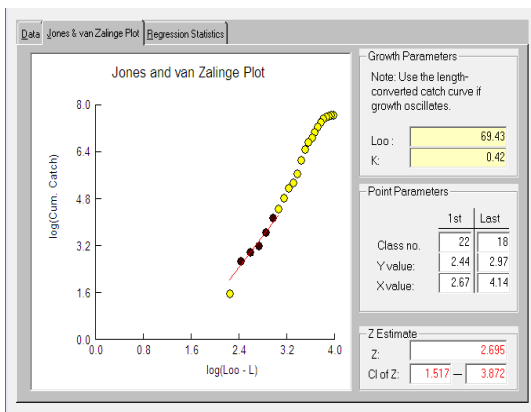 Data Jones & van Zalinge Plot Regression Statistics
Jones and van Zalinge Plot
log(Cum. Catch)
8.0
6.4
4.8
3.2
1.6
0.0
0.0 0.8 1.6 2.4 3.2 4.0
log(Loo - L)
Growth Parameters
Note: Use the length-
converted catch curve if
growth oscillates.
Loo : 69.43
K: 0.42
Point Parameters
1st Last
Class no. 22 18
Y value: 2.44 2.97
X value: 2.67 4.14
Z Estimate
Z: 2.695
CI of Z: 1.517 — 3.872